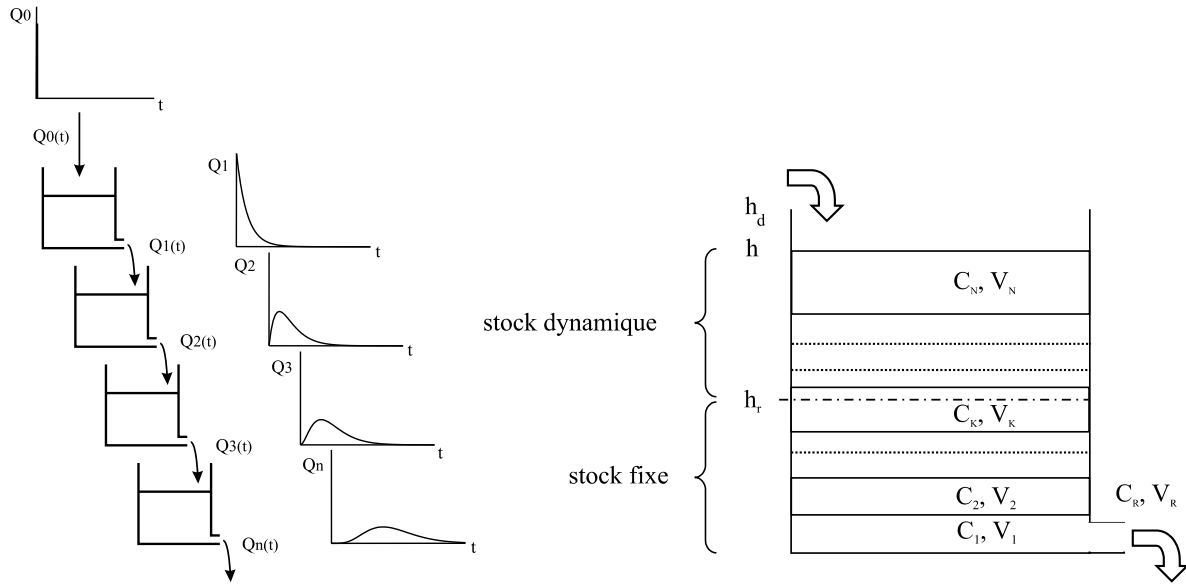 Q0
t
Q0(t)
Q1
t
Q1(t)
Q2
t
Q2(t)
Q3
t
Q3(t)
Qn
t
Qn(t)
h_d
h
C_N, V_N
stock dynamique
h_r
C_K, V_K
stock fixe
C_2, V_2
C_R, V_R
C_1, V_1